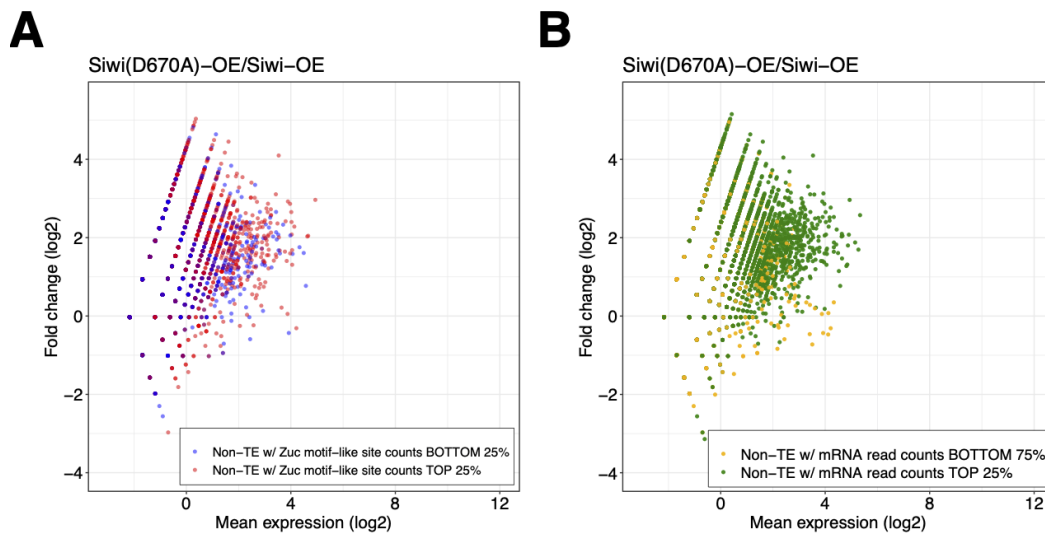 A
Siwi(D670A)−OE/Siwi−OE
Fold change (log2)
4
2
0
−2
−4
Non−TE w/ Zuc motif−like site counts BOTTOM 25%
Non−TE w/ Zuc motif−like site counts TOP 25%
0
4
8
12
Mean expression (log2)
B
Siwi(D670A)−OE/Siwi−OE
Fold change (log2)
4
2
0
−2
−4
Non−TE w/ mRNA read counts BOTTOM 75%
Non−TE w/ mRNA read counts TOP 25%
0
4
8
12
Mean expression (log2)